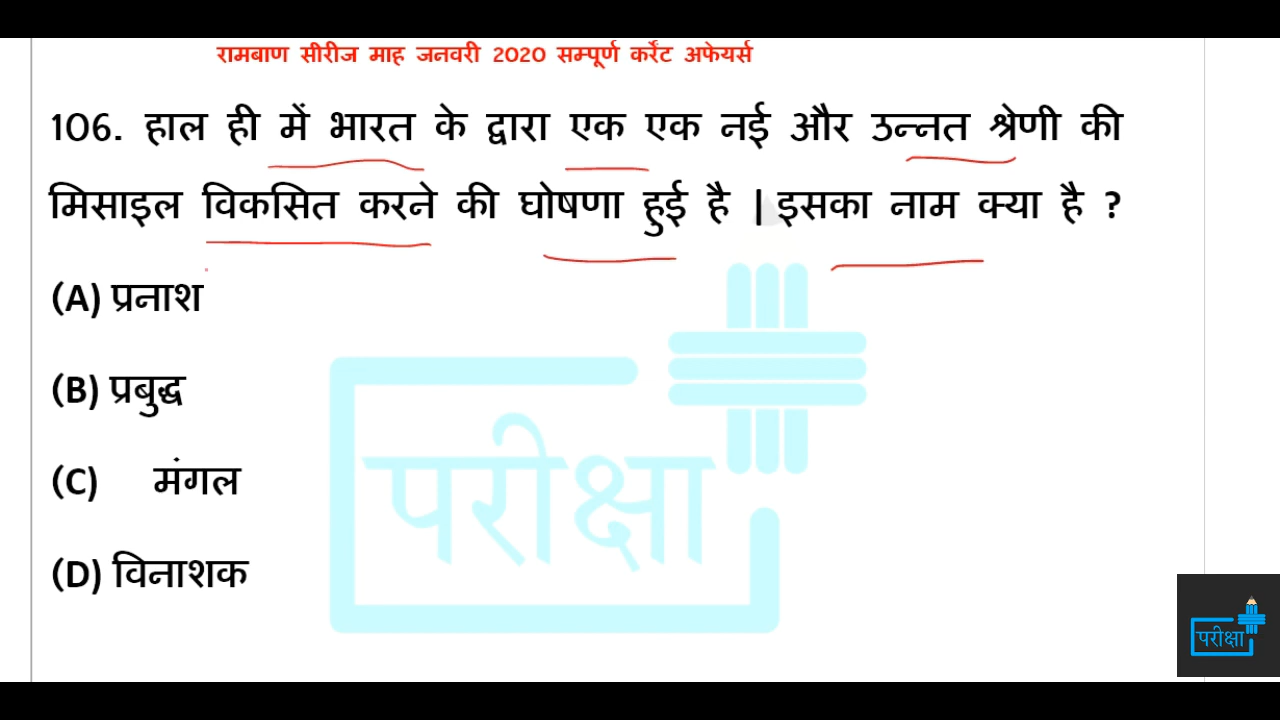 रामबाण सीरीज माह जनवरी 2020 सम्पूर्ण करेंट अफेयर्स
106. हाल ही में भारत के द्वारा एक एक नई और उन्नत श्रेणी की
मिसाइल विकसित करने की घोषणा हुई है | इसका नाम क्या है ?
(A) प्रनाश
(B) प्रबुद्ध
(C) मंगल
(D) विनाशक
परीक्षा
परीक्षा